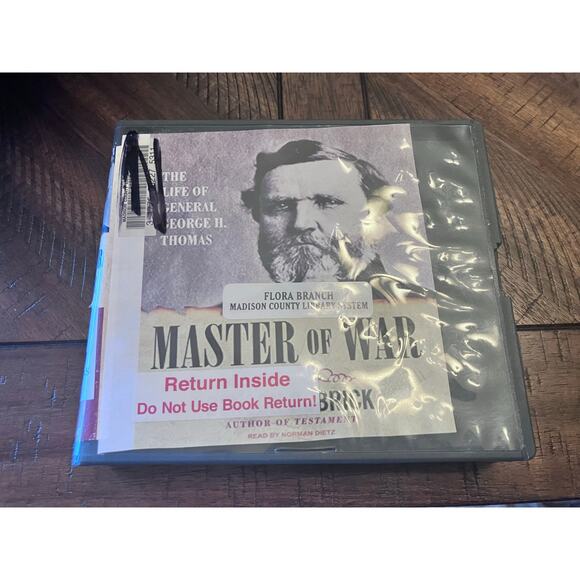 THE
LIFE OF
GENERAL
GEORGE H.
THOMAS
FLORA BRANCH
MADISON COUNTY LIBRARY SYSTEM
MASTER OF WAR
Return Inside
Do Not Use Book Return!
BRICK
AUTHOR OF TESTAMENT
READ BY NORMAN DIETZ